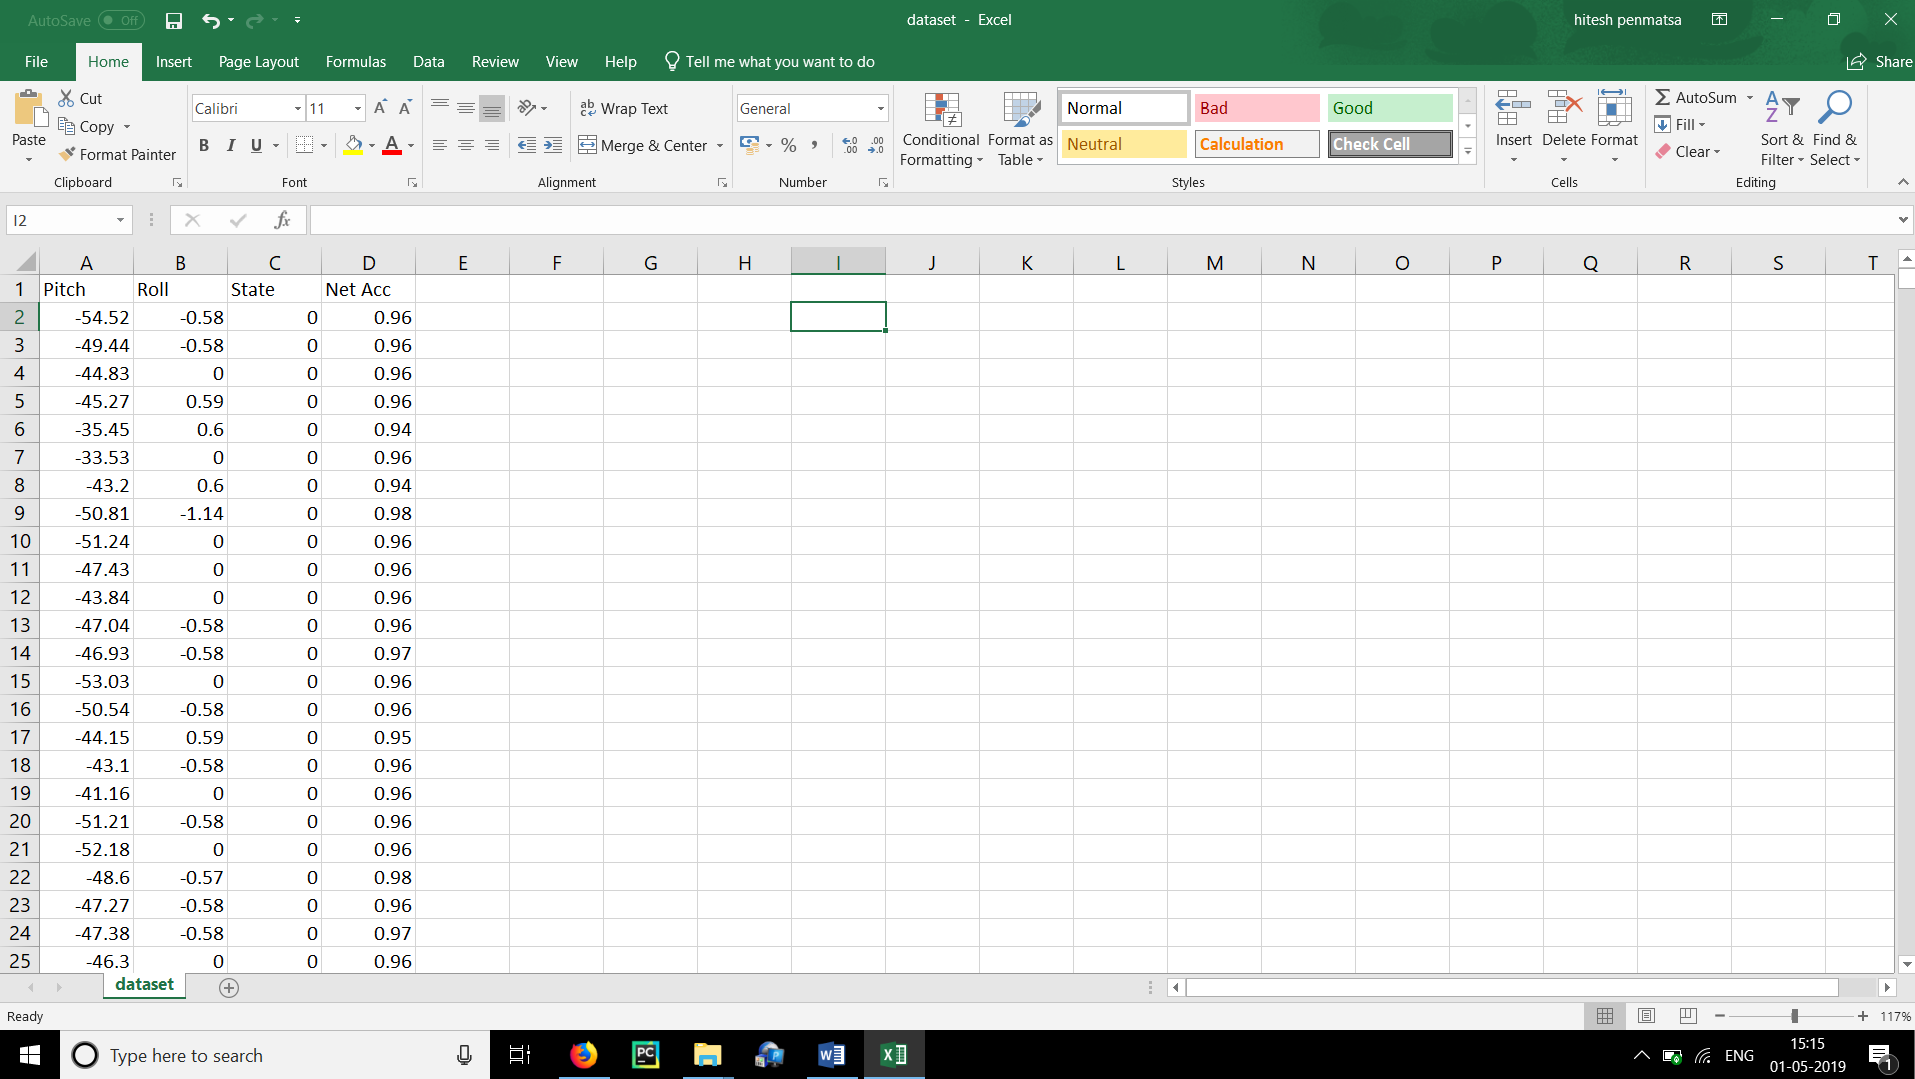 AutoSave Off
dataset - Excel
hitesh penmatsa
File Home Insert Page Layout Formulas Data Review View Help Tell me what you want to do Share
Paste
Cut
Copy
Format Painter
Clipboard
Calibri 11
B I U
Font
Wrap Text
Merge & Center
Alignment
General
Number
Conditional Formatting
Format as Table
Normal Bad Good
Neutral Calculation Check Cell
Styles
Insert Delete Format
Cells
AutoSum
Fill
Clear
Sort & Filter
Find & Select
Editing
I2
fx
A B C D E F G H I J K L M N O P Q R S T
1 Pitch Roll State Net Acc
2 -54.52 -0.58 0 0.96
3 -49.44 -0.58 0 0.96
4 -44.83 0 0 0.96
5 -45.27 0.59 0 0.96
6 -35.45 0.6 0 0.94
7 -33.53 0 0 0.96
8 -43.2 0.6 0 0.94
9 -50.81 -1.14 0 0.98
10 -51.24 0 0 0.96
11 -47.43 0 0 0.96
12 -43.84 0 0 0.96
13 -47.04 -0.58 0 0.96
14 -46.93 -0.58 0 0.97
15 -53.03 0 0 0.96
16 -50.54 -0.58 0 0.96
17 -44.15 0.59 0 0.95
18 -43.1 -0.58 0 0.96
19 -41.16 0 0 0.96
20 -51.21 -0.58 0 0.96
21 -52.18 0 0 0.96
22 -48.6 -0.57 0 0.98
23 -47.27 -0.58 0 0.96
24 -47.38 -0.58 0 0.97
25 -46.3 0 0 0.96
dataset
Ready
117%
Type here to search
ENG
15:15
01-05-2019
1